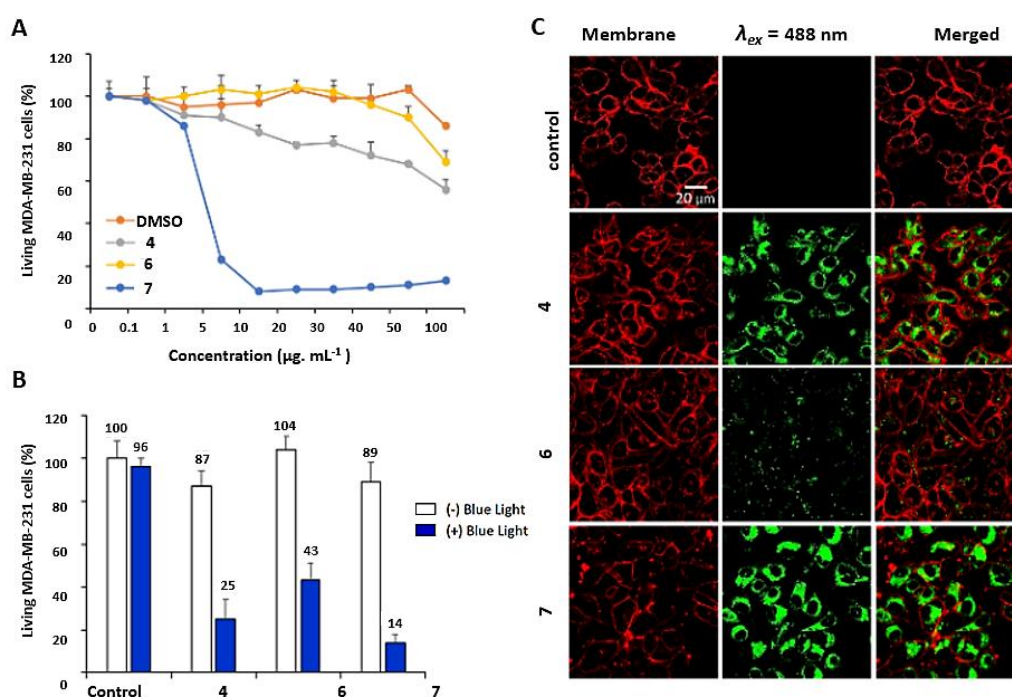 A
Living MDA-MB-231 cells (%)
120
100
80
60
40
20
0
DMSO
4
6
7
0 0.1 1 5 10 20 30 40 50 100
Concentration (µg. mL-1 )
B
Living MDA-MB-231 cells (%)
120
100
80
60
40
20
0
100
96
87
25
104
43
89
14
(-) Blue Light
(+) Blue Light
Control 4 6 7
C
Membrane λex = 488 nm Merged
control
20 µm
4
6
7